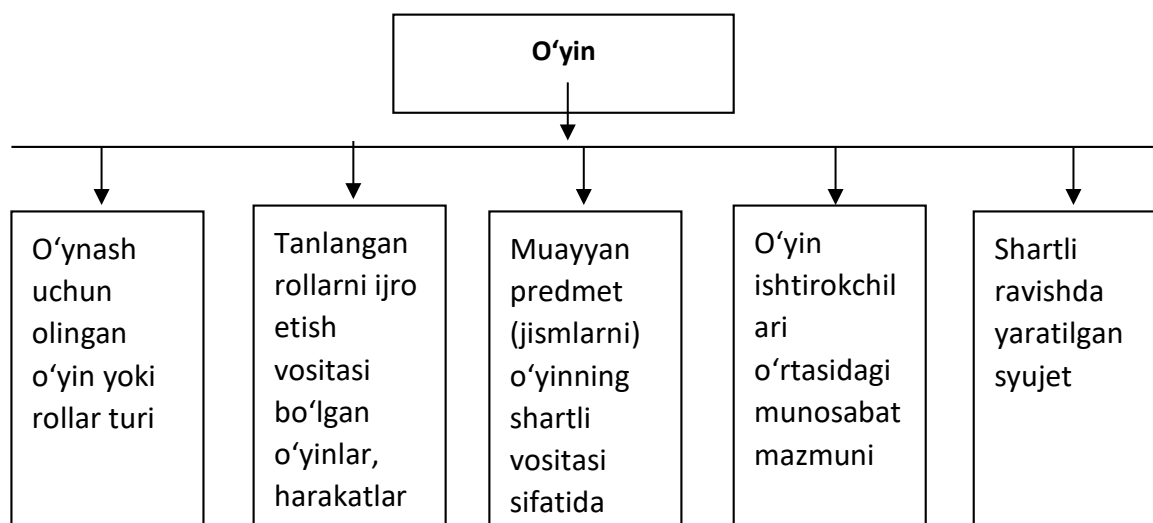 O‘yin
O‘ynash
uchun
olingan
o‘yin yoki
rollar turi
Tanlangan
rollarni ijro
etish
vositasi
bo‘lgan
o‘yinlar,
harakatlar
Muayyan
predmet
(jismlarni)
o‘yinning
shartli
vositasi
sifatida
O‘yin
ishtirokchil
ari
o‘rtasidagi
munosabat
mazmuni
Shartli
ravishda
yaratilgan
syujet